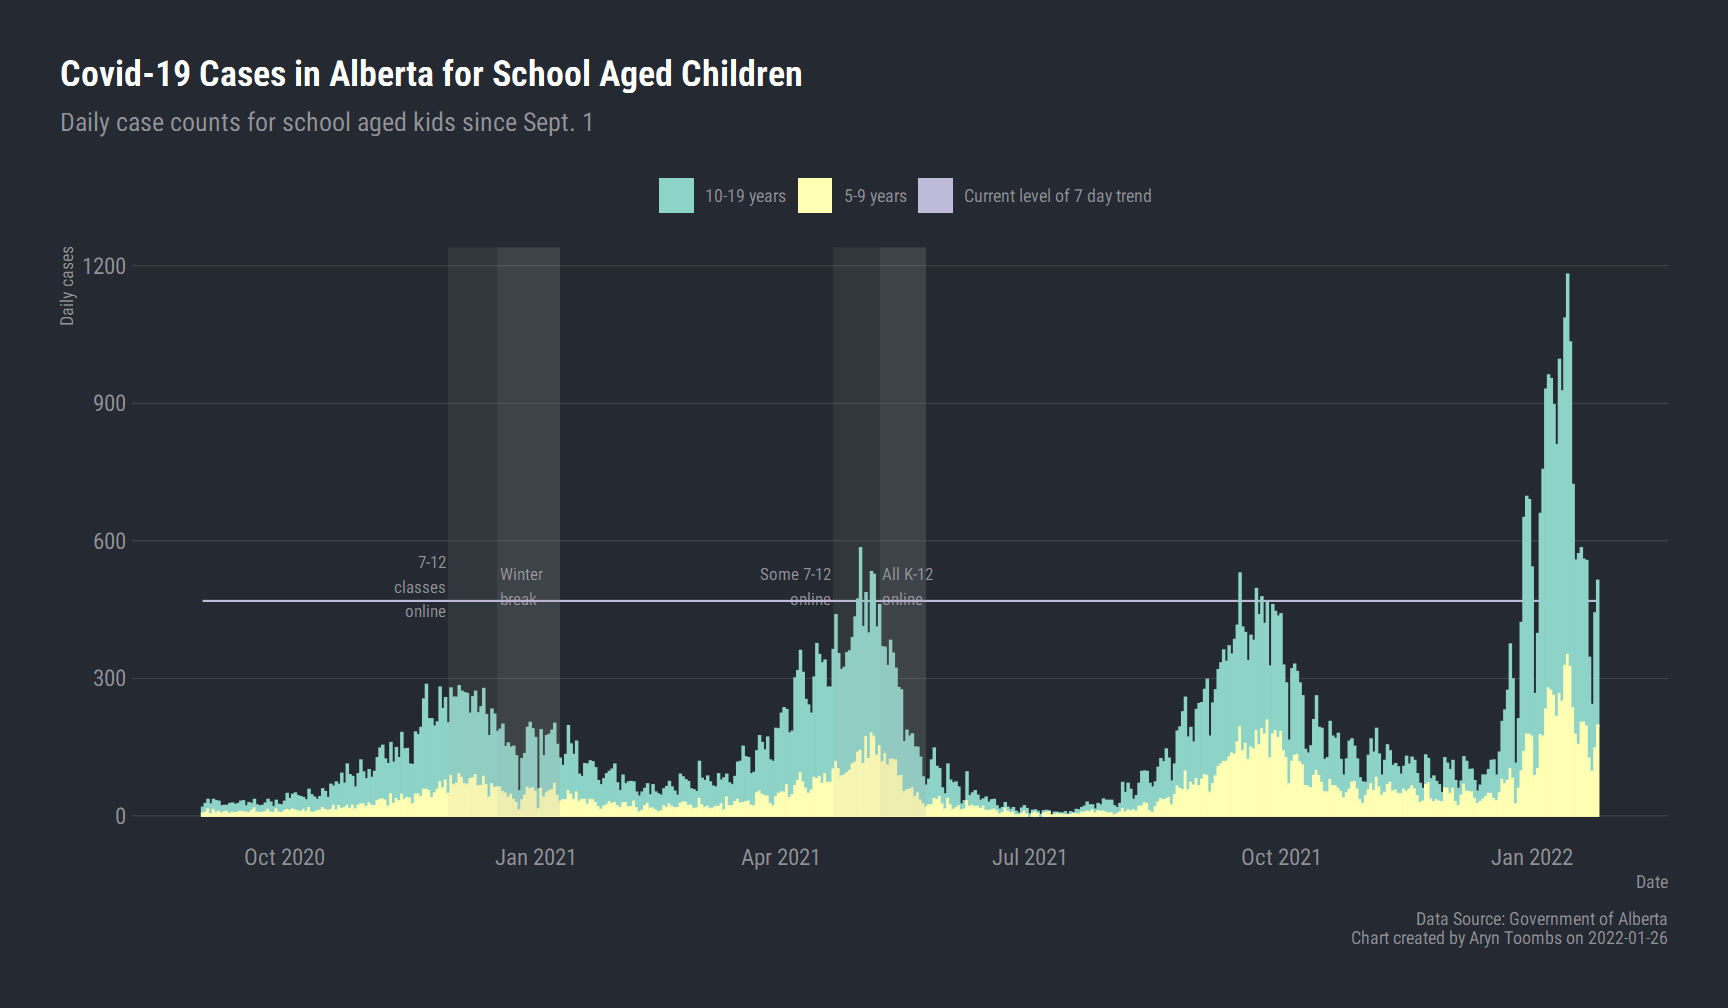 Covid-19 Cases in Alberta for School Aged Children
Daily case counts for school aged kids since Sept. 1
10-19 years
5-9 years
Current level of 7 day trend
Daily cases
1200
900
600
300
0
7-12
classes
online
Winter
break
Some 7-12
online
All K-12
online
Oct 2020
Jan 2021
Apr 2021
Jul 2021
Oct 2021
Jan 2022
Date
Data Source: Government of Alberta
Chart created by Aryn Toombs on 2022-01-26